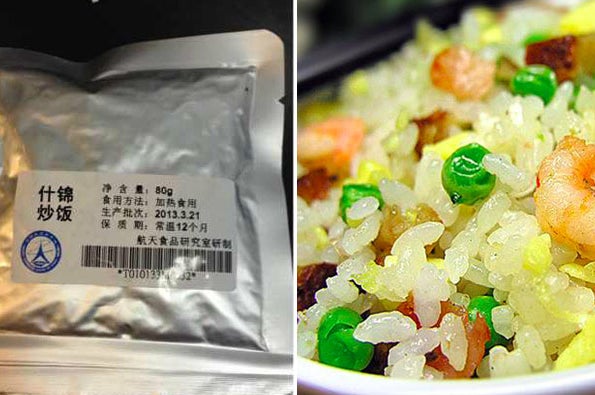 什锦
炒饭
净 含 量: 80g
食用方法: 加热食用
生产批次: 2013.3.21
保 质 期: 常温12个月
航天食品研究室研制